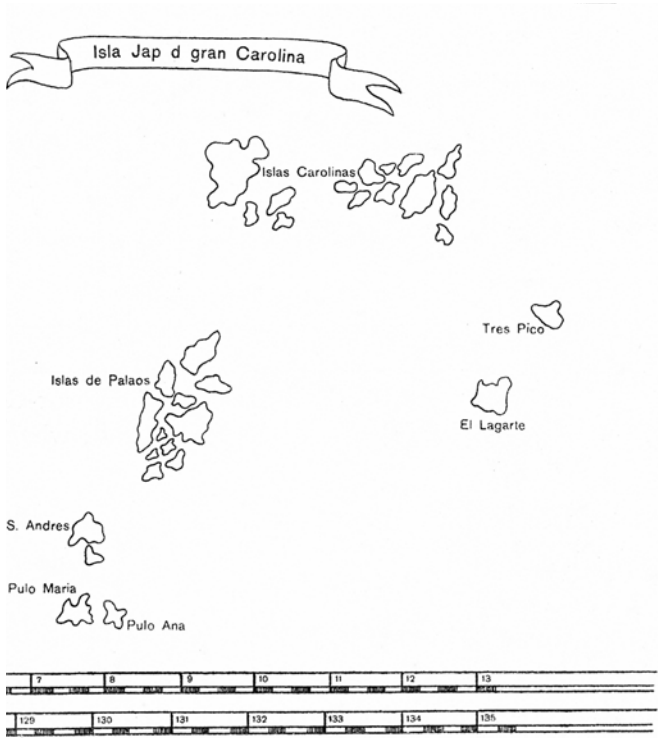 Isla Jap d gran Carolina
Islas Carolinas
Tres Pico
Islas de Palaos
El Lagarte
S. Andres
Pulo Maria
Pulo Ana
7 8 9 10 11 12 13
129 130 131 132 133 134 135